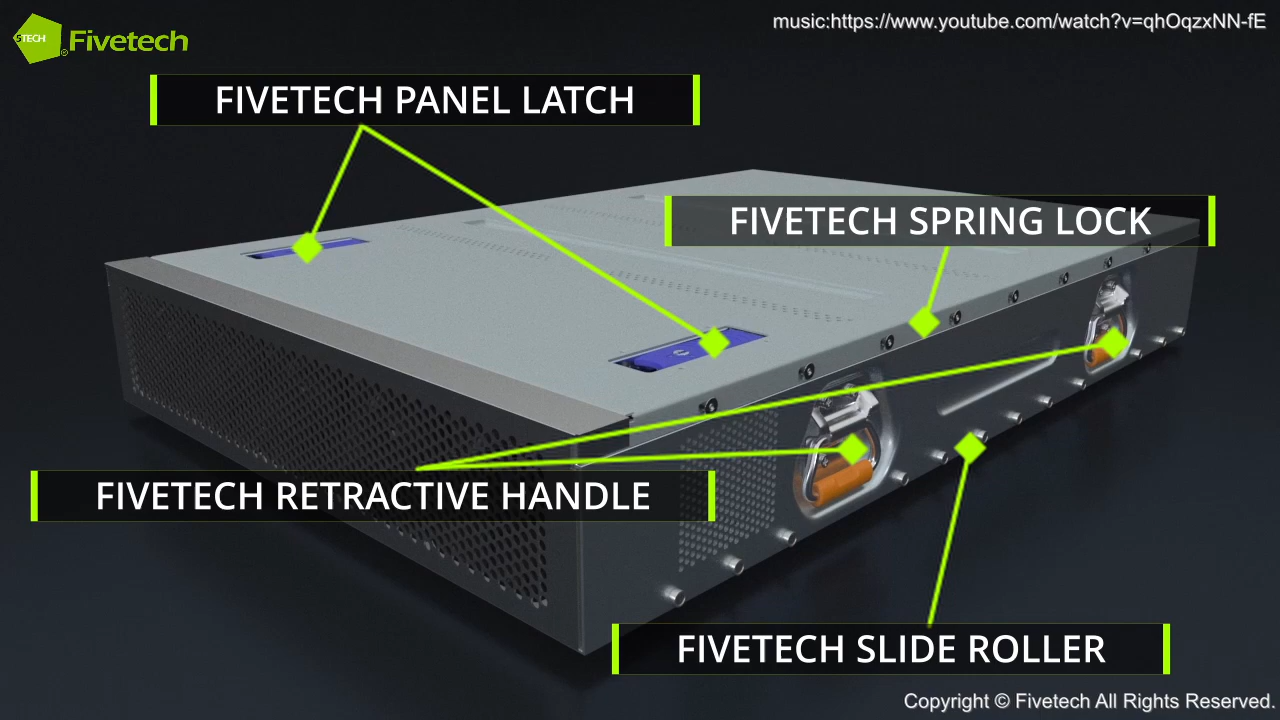 music:https://www.youtube.com/watch?v=qhOqzxNN-fE
5TECH
® Fivetech
FIVETECH PANEL LATCH
FIVETECH SPRING LOCK
FIVETECH RETRACTIVE HANDLE
FIVETECH SLIDE ROLLER
Copyright © Fivetech All Rights Reserved.